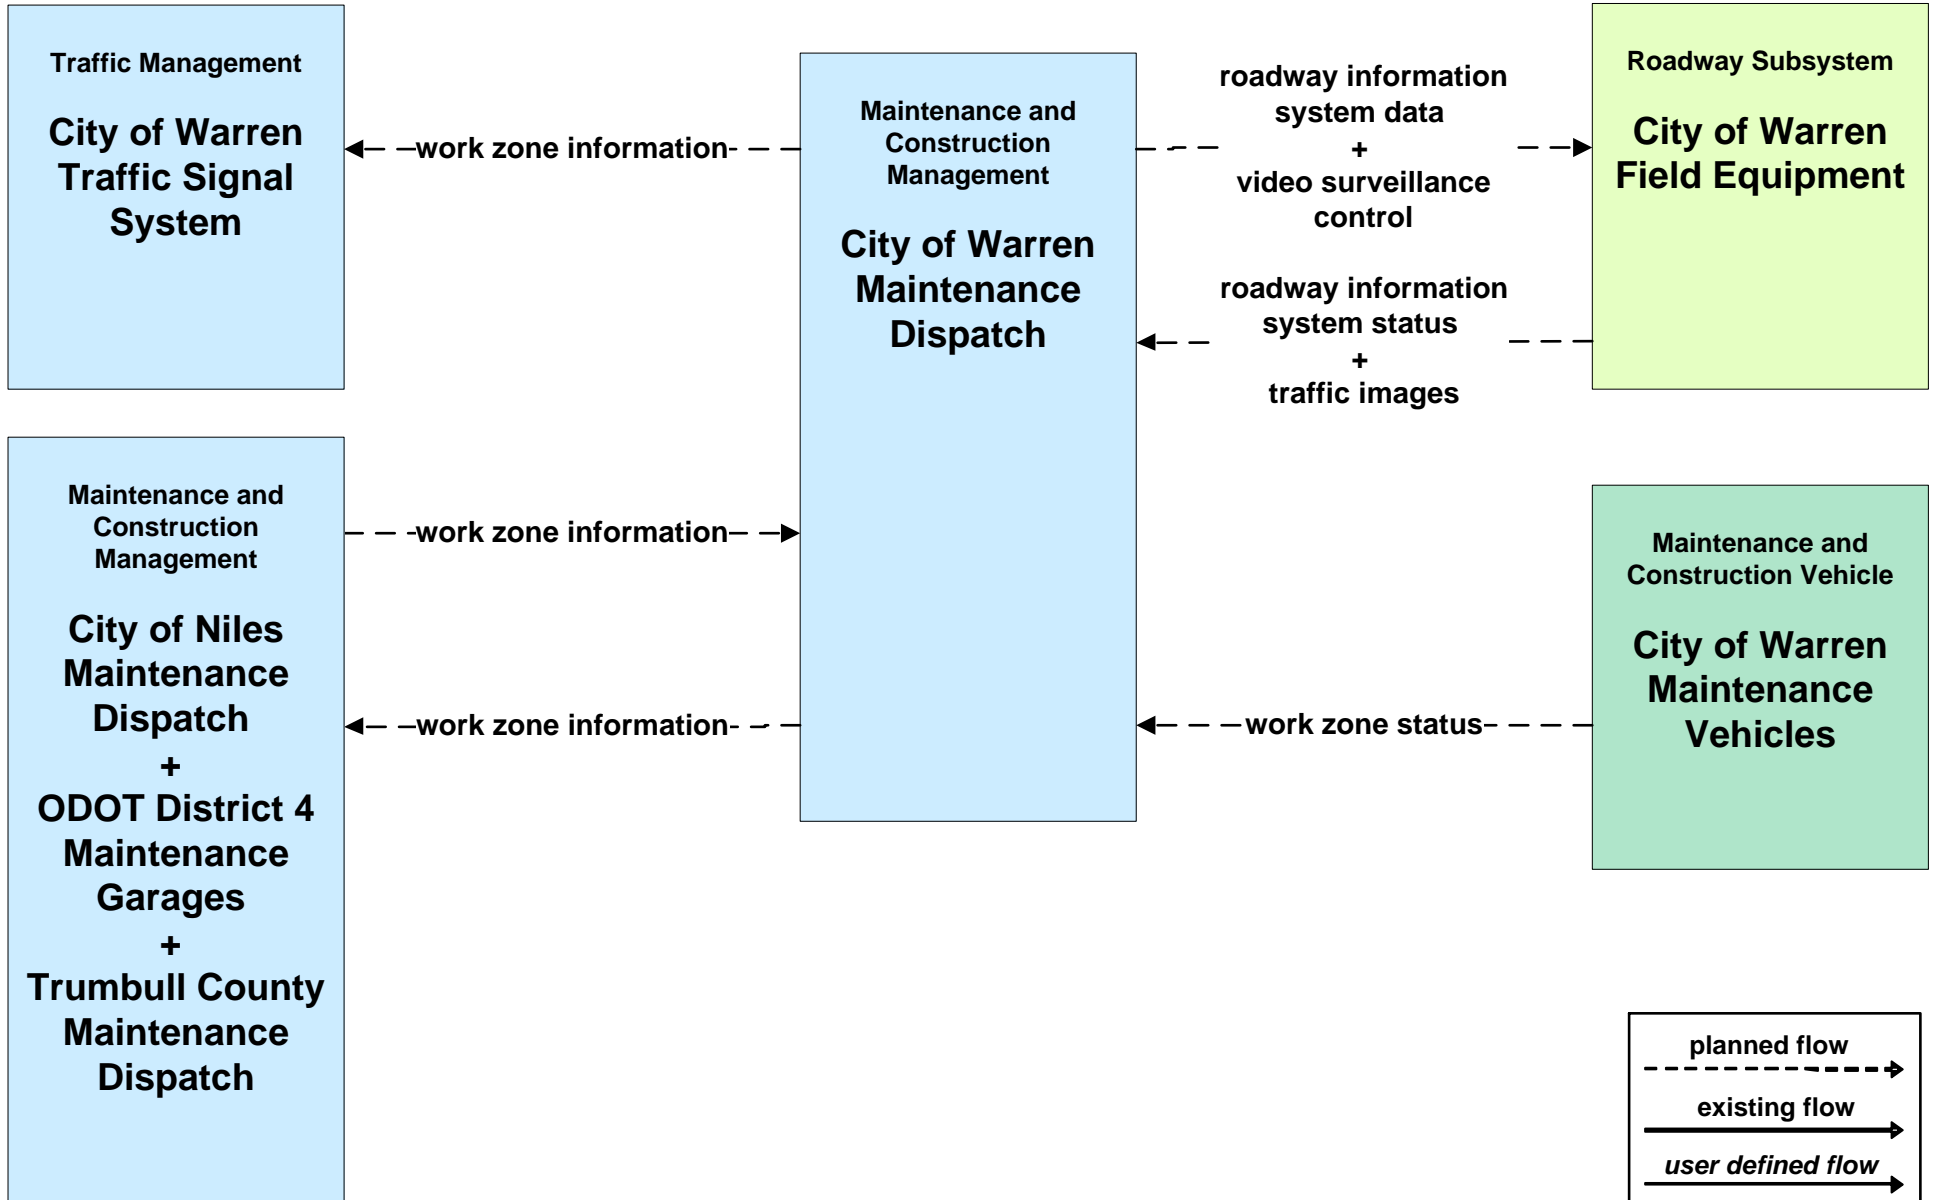 Traffic Management
City of Warren
Traffic Signal
System
work zone information
Maintenance and
Construction
Management
City of Warren
Maintenance
Dispatch
roadway information
system data
+
video surveillance
control
roadway information
system status
+
traffic images
Roadway Subsystem
City of Warren
Field Equipment
Maintenance and
Construction
Management
City of Niles
Maintenance
Dispatch
+
ODOT District 4
Maintenance
Garages
+
Trumbull County
Maintenance
Dispatch
work zone information
work zone information
work zone status
Maintenance and
Construction Vehicle
City of Warren
Maintenance
Vehicles
planned flow
existing flow
user defined flow